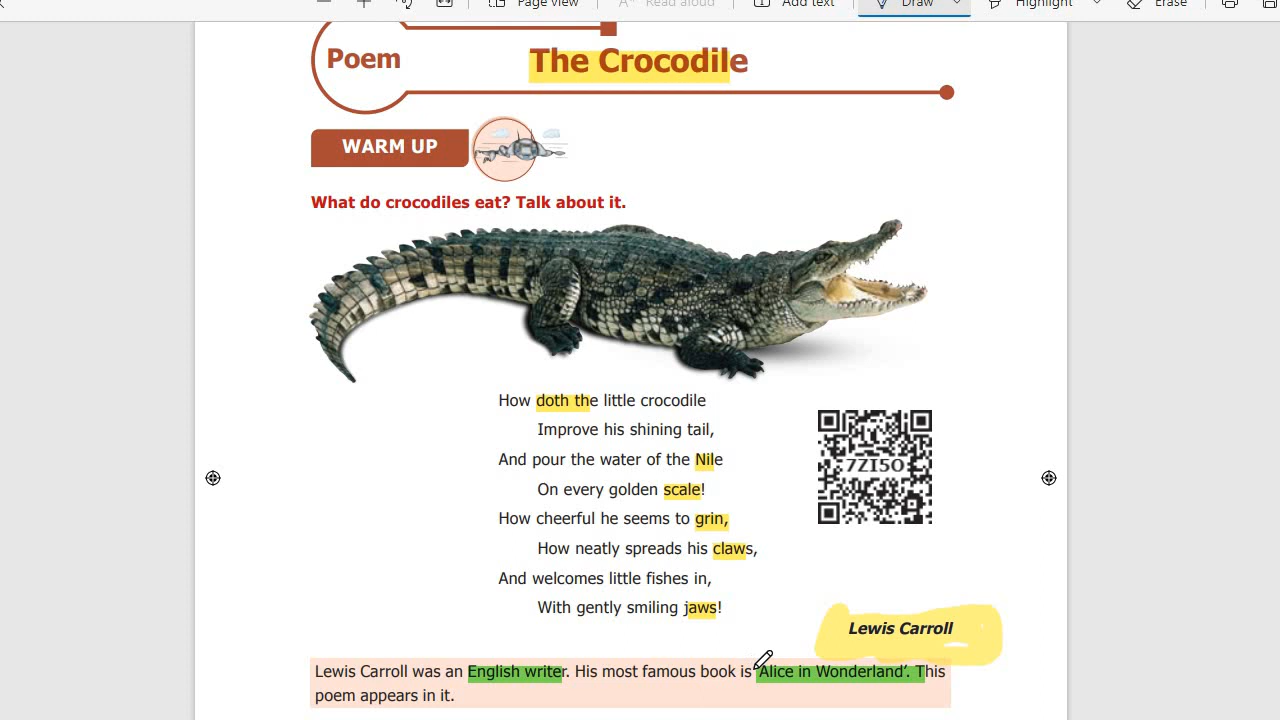 Page view
Read aloud
Add text
Draw
Highlight
Erase
Poem
The Crocodile
WARM UP
What do crocodiles eat? Talk about it.
How doth the little crocodile
Improve his shining tail,
And pour the water of the Nile
On every golden scale!
How cheerful he seems to grin,
How neatly spreads his claws,
And welcomes little fishes in,
With gently smiling jaws!
7ZI5O
Lewis Carroll
Lewis Carroll was an English writer. His most famous book is 'Alice in Wonderland'. This
poem appears in it.